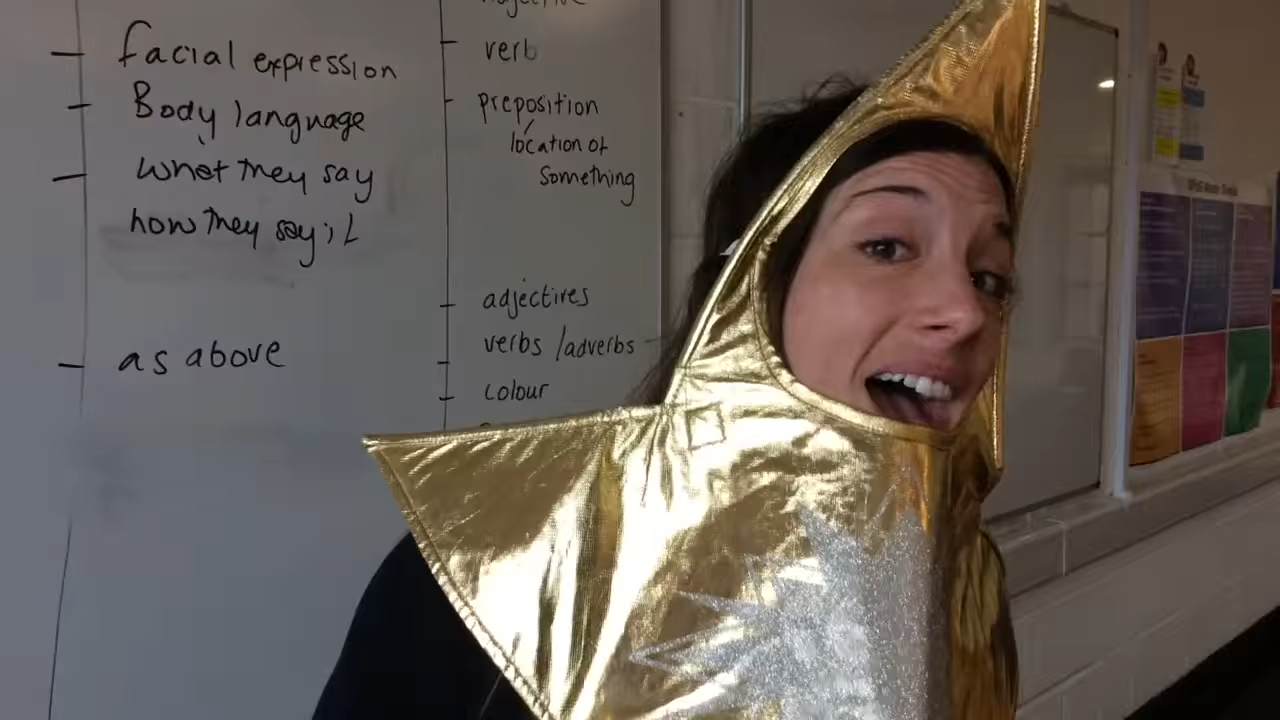 facial expression
Body language
what they say
how they say it
as above
adjective
verb
preposition
location of
something
adjectives
verbs /adverbs
colour